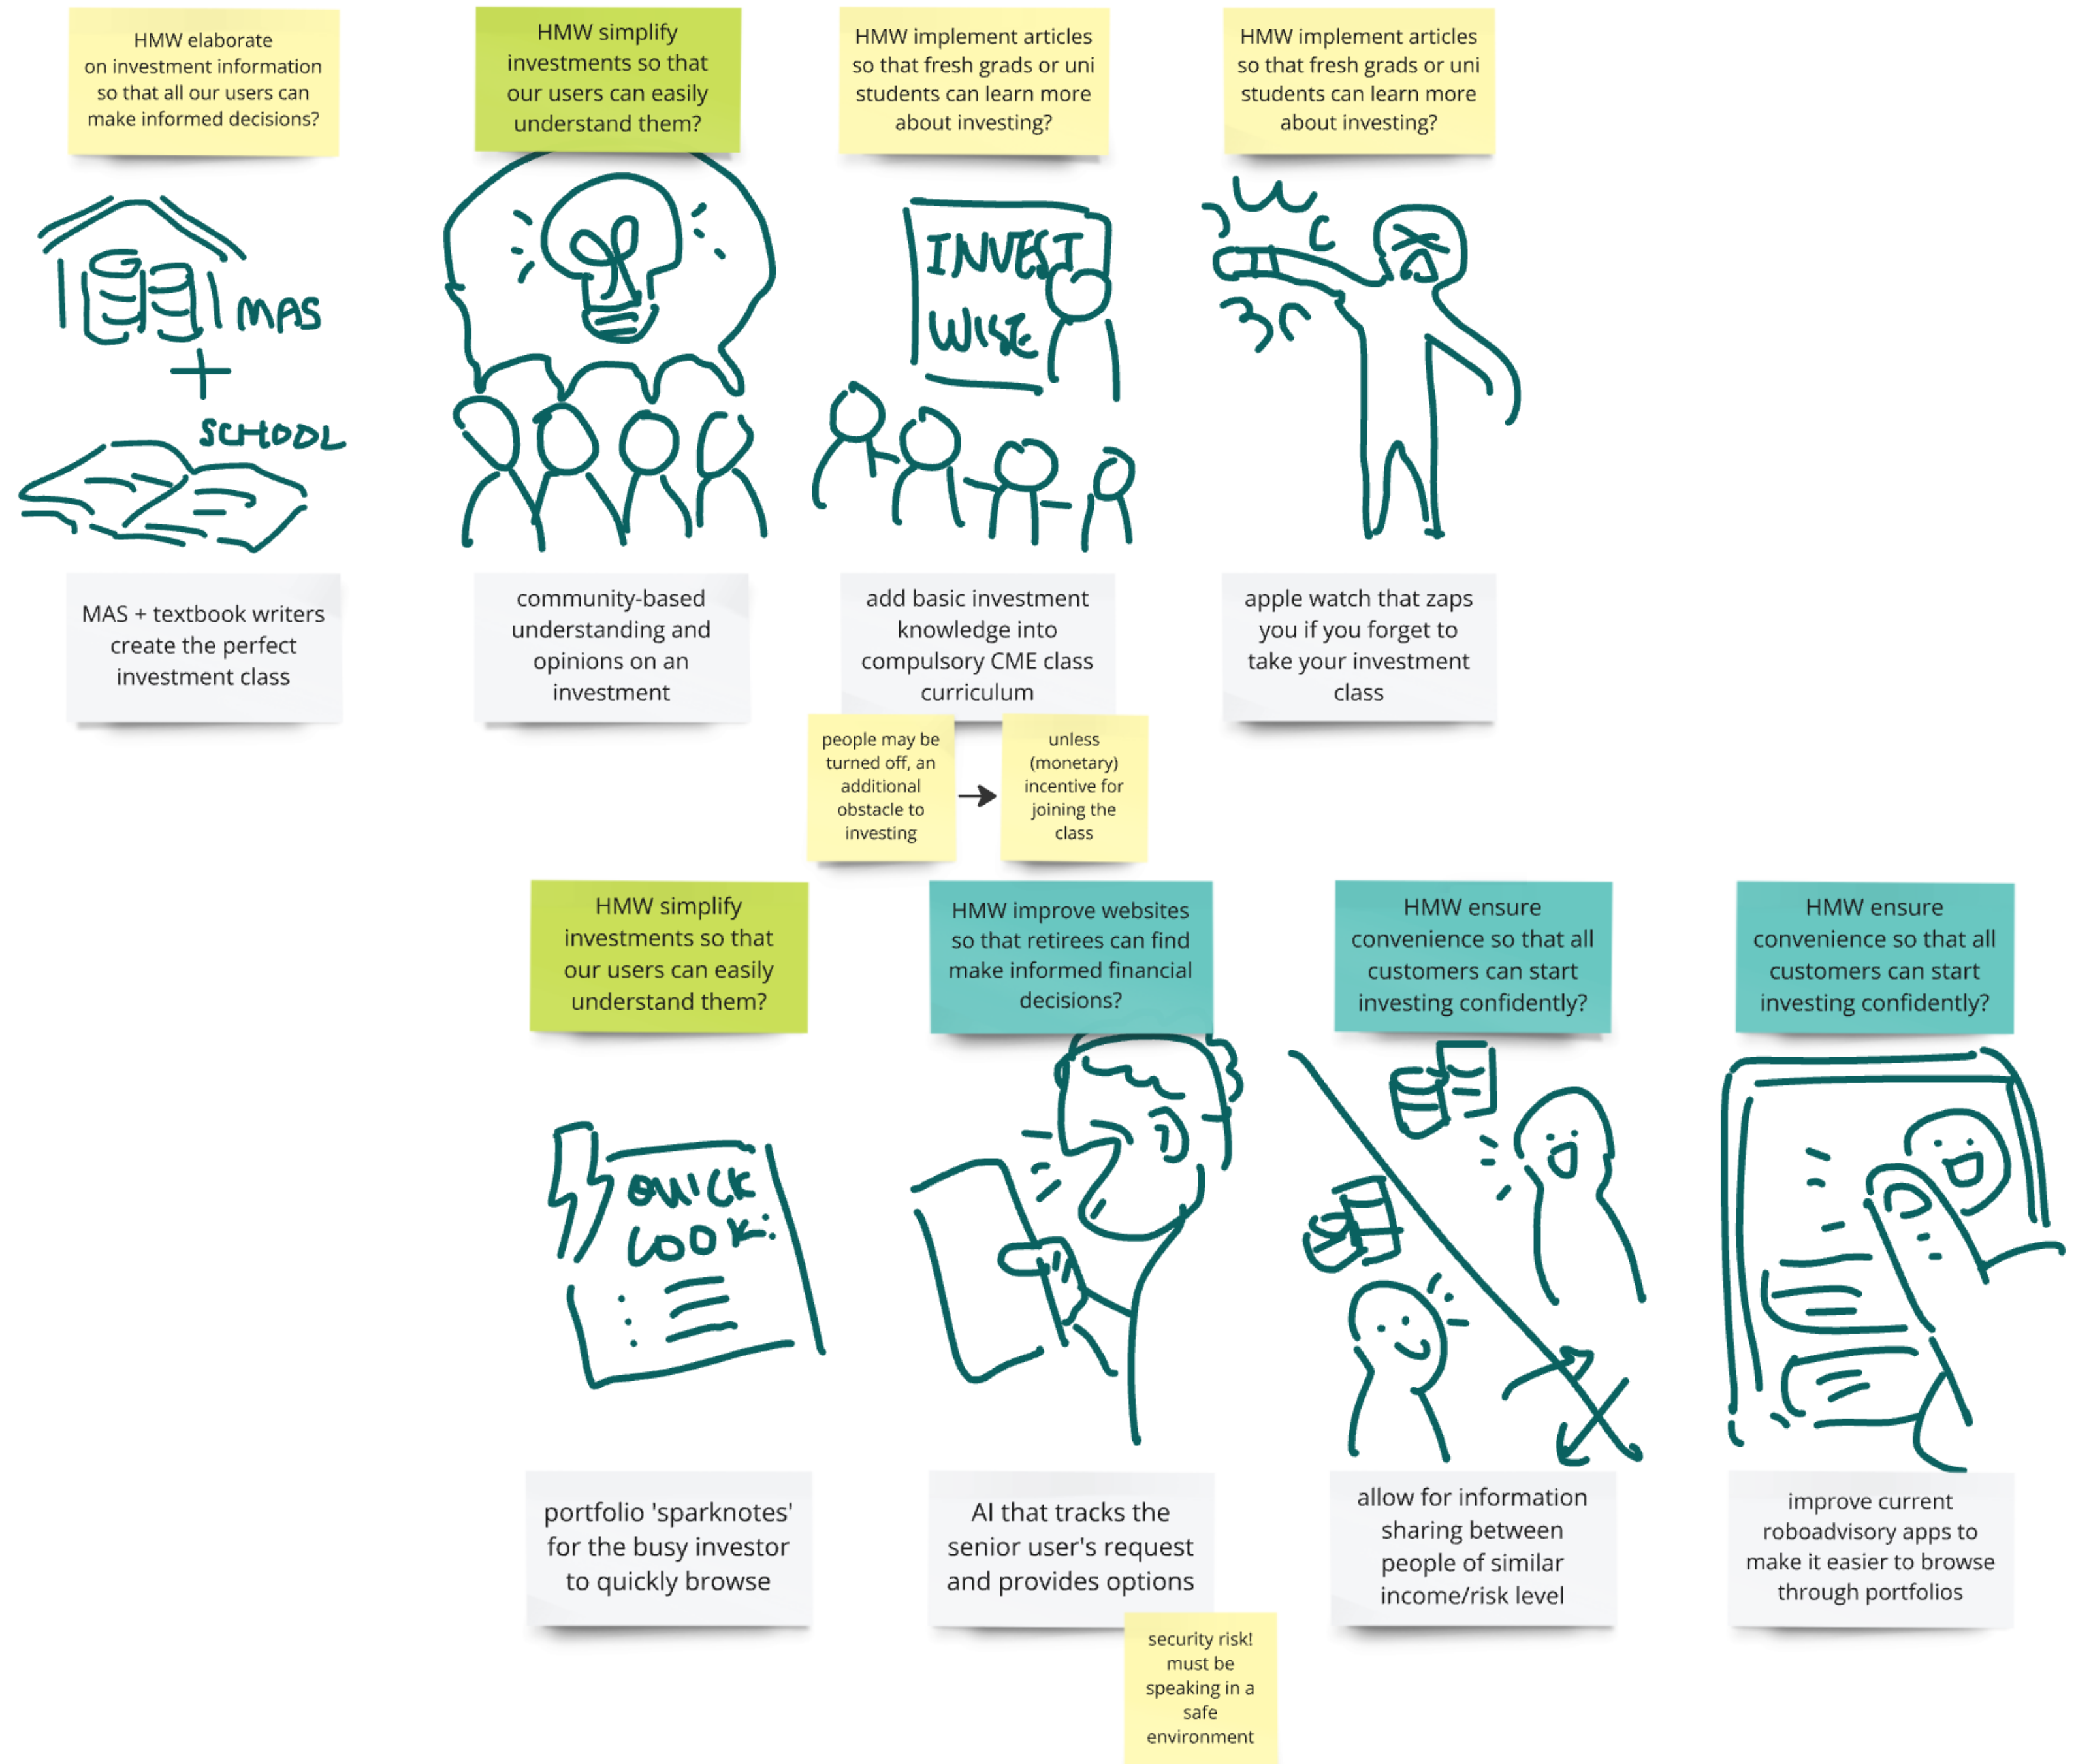 HMW elaborate
on investment information
so that all our users can
make informed decisions?
HMW simplify
investments so that
our users can easily
understand them?
HMW implement articles
so that fresh grads or uni
students can learn more
about investing?
HMW implement articles
so that fresh grads or uni
students can learn more
about investing?
MAS
+
SCHOOL
INVEST
WISE
MAS + textbook writers
create the perfect
investment class
community-based
understanding and
opinions on an
investment
add basic investment
knowledge into
compulsory CME class
curriculum
apple watch that zaps
you if you forget to
take your investment
class
people may be
turned off, an
additional
obstacle to
investing
unless
(monetary)
incentive for
joining the
class
HMW simplify
investments so that
our users can easily
understand them?
HMW improve websites
so that retirees can find
make informed financial
decisions?
HMW ensure
convenience so that all
customers can start
investing confidently?
HMW ensure
convenience so that all
customers can start
investing confidently?
QUICK
LOOK:
portfolio 'sparknotes'
for the busy investor
to quickly browse
AI that tracks the
senior user's request
and provides options
allow for information
sharing between
people of similar
income/risk level
improve current
roboadvisory apps to
make it easier to browse
through portfolios
security risk!
must be
speaking in a
safe
environment